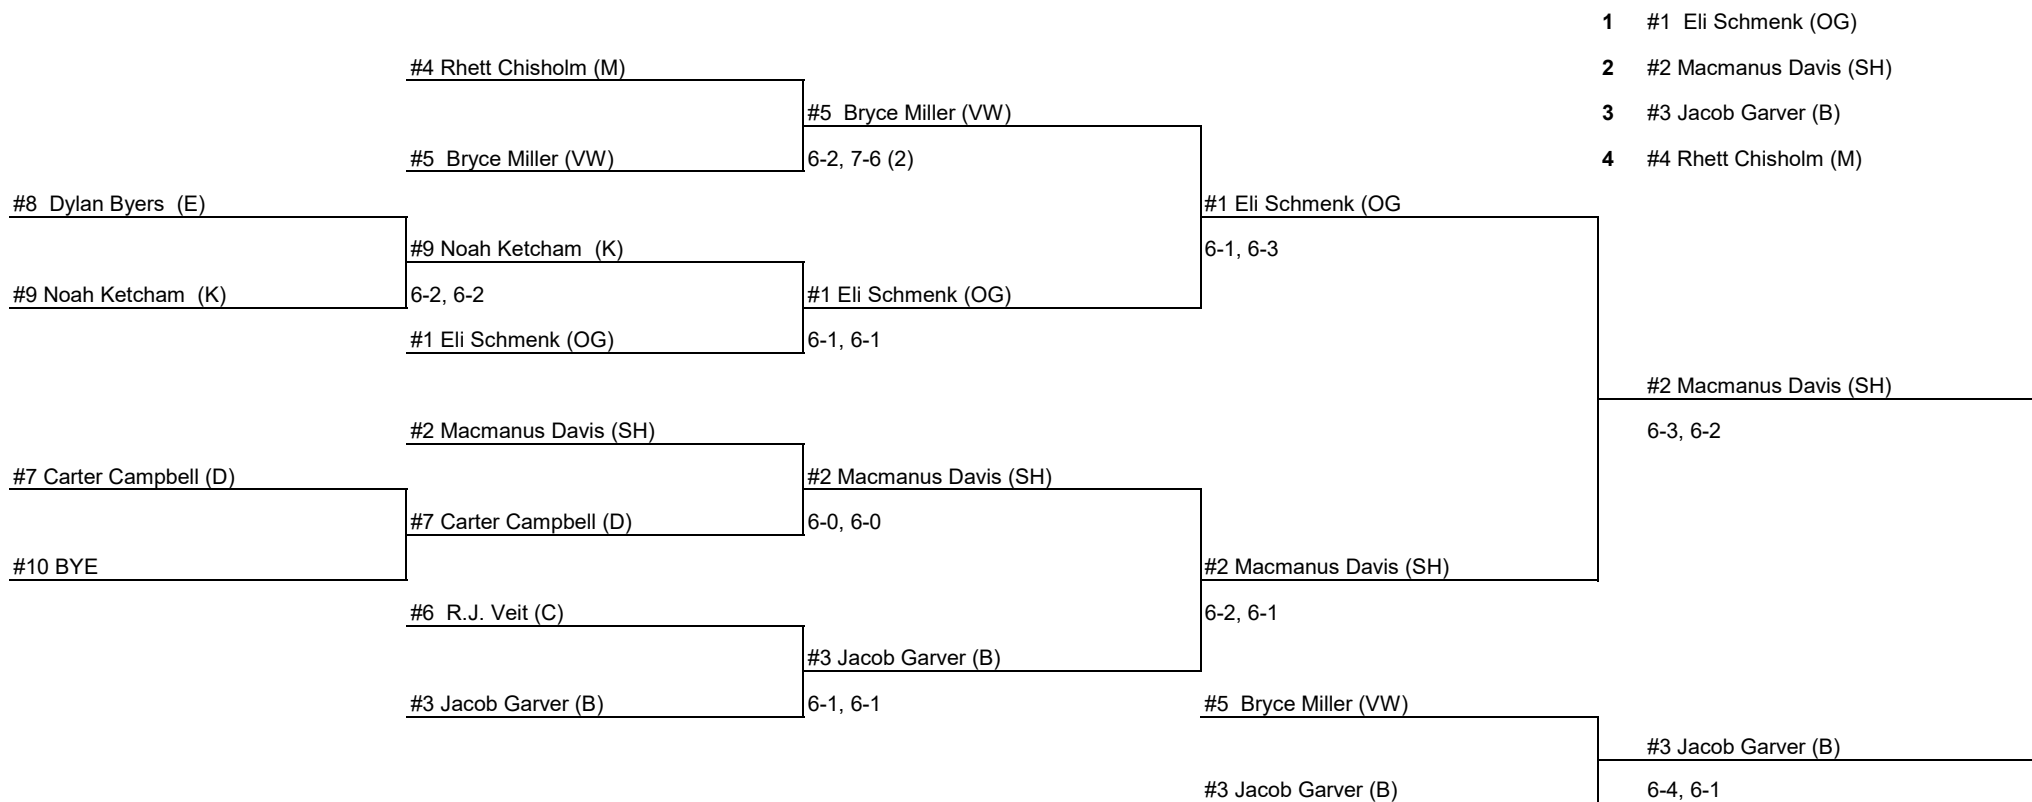 1 #1  Eli Schmenk (OG)
#4 Rhett Chisholm (M) 2 #2 Macmanus Davis (SH)
#5  Bryce Miller (VW) 3 #3 Jacob Garver (B)
#5  Bryce Miller (VW) 6-2, 7-6 (2) 4 #4 Rhett Chisholm (M)
#8  Dylan Byers  (E) #1 Eli Schmenk (OG
#9 Noah Ketcham  (K) 6-1, 6-3
#9 Noah Ketcham  (K) 6-2, 6-2 #1 Eli Schmenk (OG)
#1 Eli Schmenk (OG) 6-1, 6-1
#2 Macmanus Davis (SH)
#2 Macmanus Davis (SH) 6-3, 6-2
#7 Carter Campbell (D) #2 Macmanus Davis (SH)
#7 Carter Campbell (D) 6-0, 6-0
#10 BYE #2 Macmanus Davis (SH)
#6  R.J. Veit (C) 6-2, 6-1
#3 Jacob Garver (B)
#3 Jacob Garver (B) 6-1, 6-1 #5  Bryce Miller (VW)
#3 Jacob Garver (B)
#3 Jacob Garver (B) 6-4, 6-1